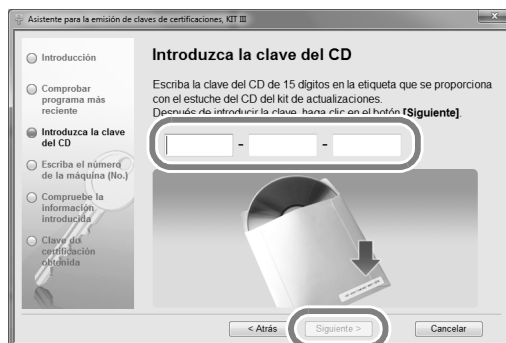 Asistente para la emisión de claves de certificaciones, KIT III
Introducción
Comprobar
programa más
reciente
Introduzca la clave
del CD
Escriba el número
de la máquina (No.)
Compruebe la
información
introducida
Clave de
certificación
obtenida
Introduzca la clave del CD
Escriba la clave del CD de 15 dígitos en la etiqueta que se proporciona
con el estuche del CD del kit de actualizaciones.
Después de introducir la clave, haga clic en el botón [Siguiente].
- -
< Atrás Siguiente > Cancelar